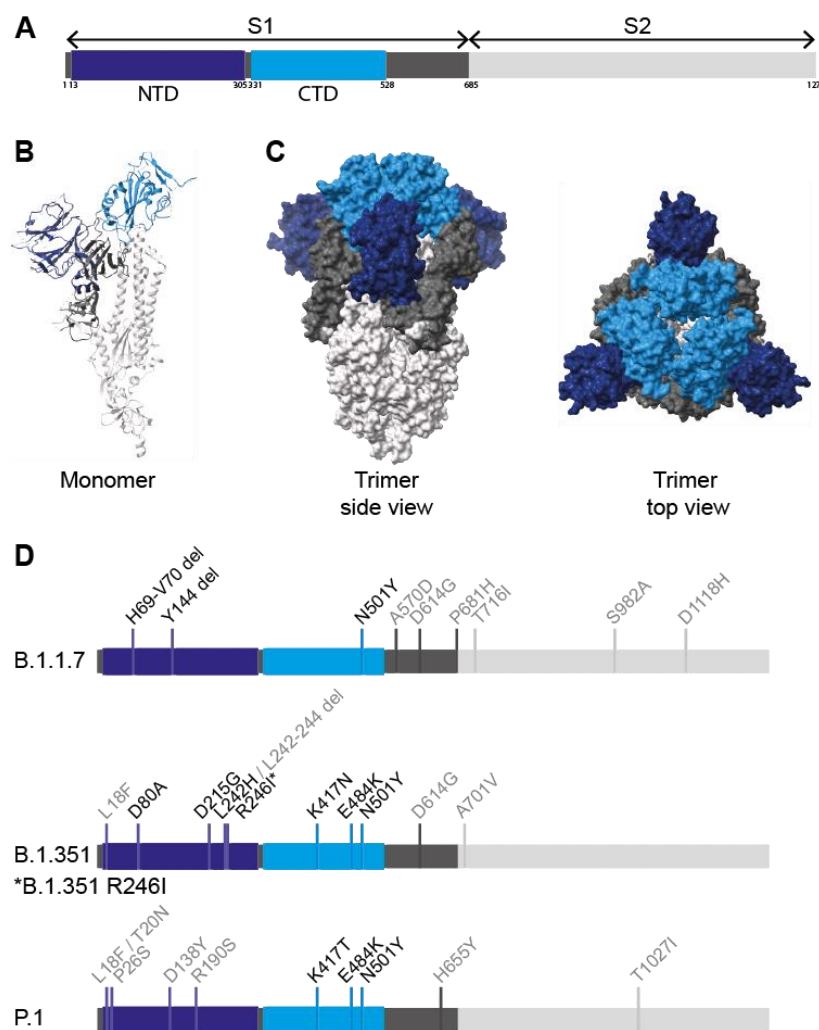 A
S1
S2
1 13
305 331
528
685
127
NTD
CTD
B
C
Monomer
Trimer
side view
Trimer
top view
D
H69-V70 del
Y144 del
N501Y
A570D
D614G
P681H
T716I
S982A
D1118H
B.1.1.7
L18F
D80A
D215G
L242H / L242-244 del
R246I*
K417N
E484K
N501Y
D614G
A701V
B.1.351
*B.1.351 R246I
L18F / T20N
P26S
D138Y
R190S
K417T
E484K
N501Y
H655Y
T1027I
P.1